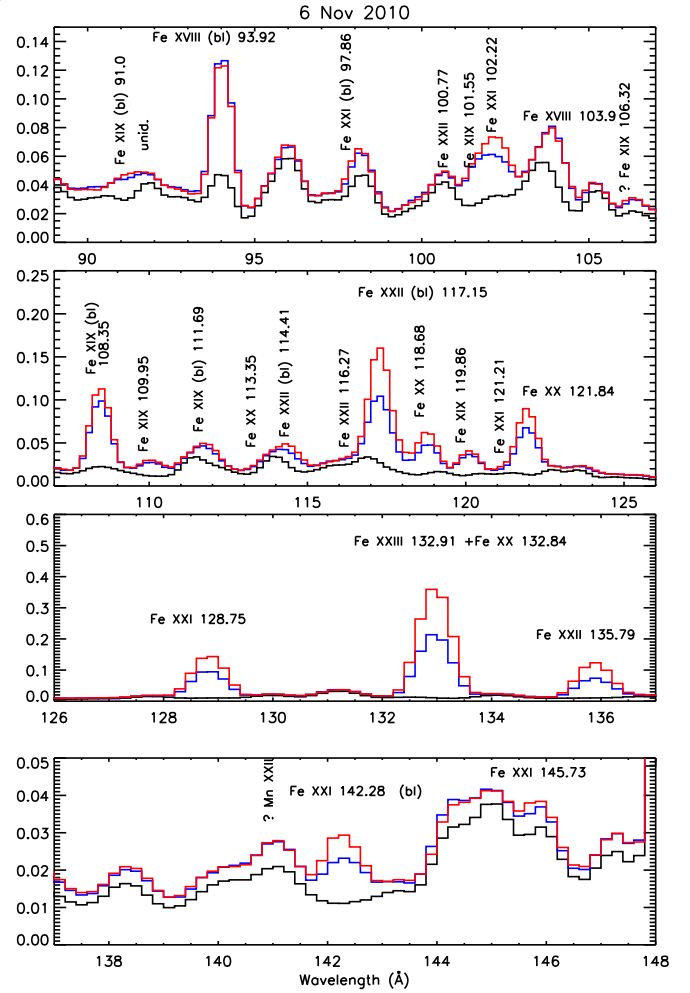 6 Nov 2010
0.14
0.12
0.10
0.08
0.06
0.04
0.02
0.00
Fe XIX (bl) 91.0
unid.
Fe XVIII (bl) 93.92
Fe XXI (bl) 97.86
Fe XXII 100.77
Fe XIX 101.55
Fe XXI 102.22
Fe XVIII 103.9
? Fe XIX 106.32
90
95
100
105
0.25
0.20
0.15
0.10
0.05
0.00
Fe XIX (bl)
108.35
Fe XIX 109.95
Fe XIX (bl) 111.69
Fe XX 113.35
Fe XXII (bl) 114.41
Fe XXII 116.27
Fe XXII (bl) 117.15
Fe XX 118.68
Fe XIX 119.86
Fe XXI 121.21
Fe XX 121.84
110
115
120
125
0.6
0.5
0.4
0.3
0.2
0.1
0.0
Fe XXI 128.75
Fe XXIII 132.91 +Fe XX 132.84
Fe XXII 135.79
126
128
130
132
134
136
0.05
0.04
0.03
0.02
0.01
0.00
? Mn XXII
Fe XXI 142.28 (bl)
Fe XXI 145.73
138
140
142
144
146
148
Wavelength (Å)